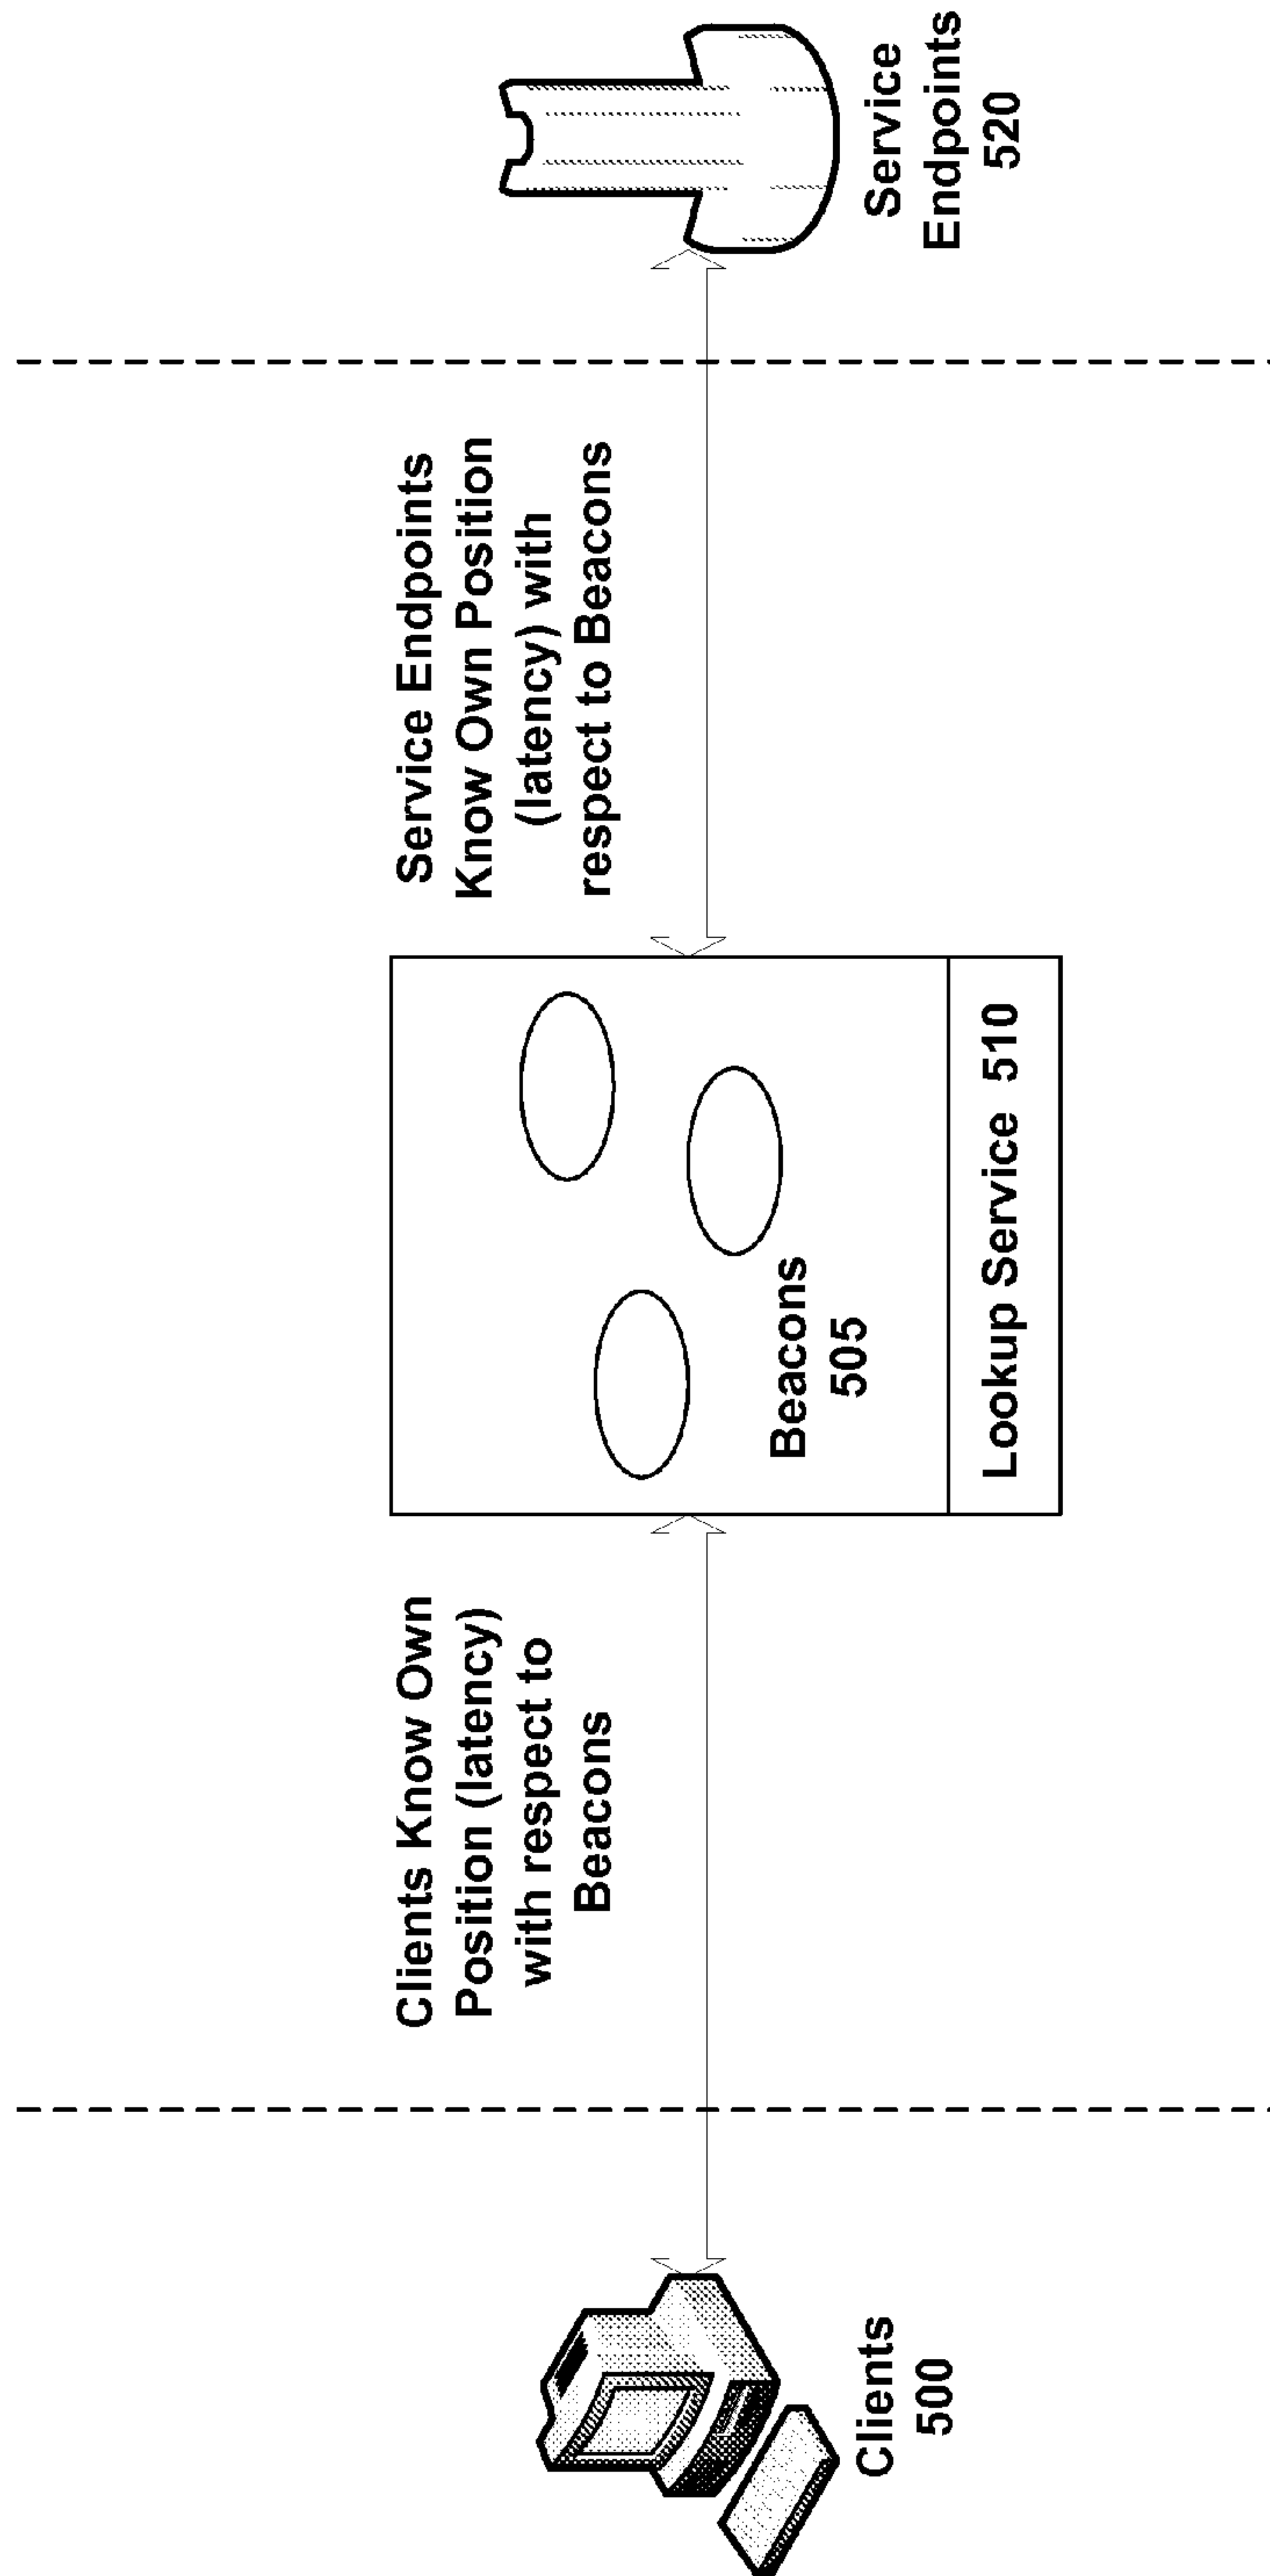 Clients Know Own
Position (latency)
with respect to
Beacons
Service Endpoints
Know Own Position
(latency) with
respect to Beacons
Clients
500
Beacons
505
Lookup Service 510
Service
Endpoints
520